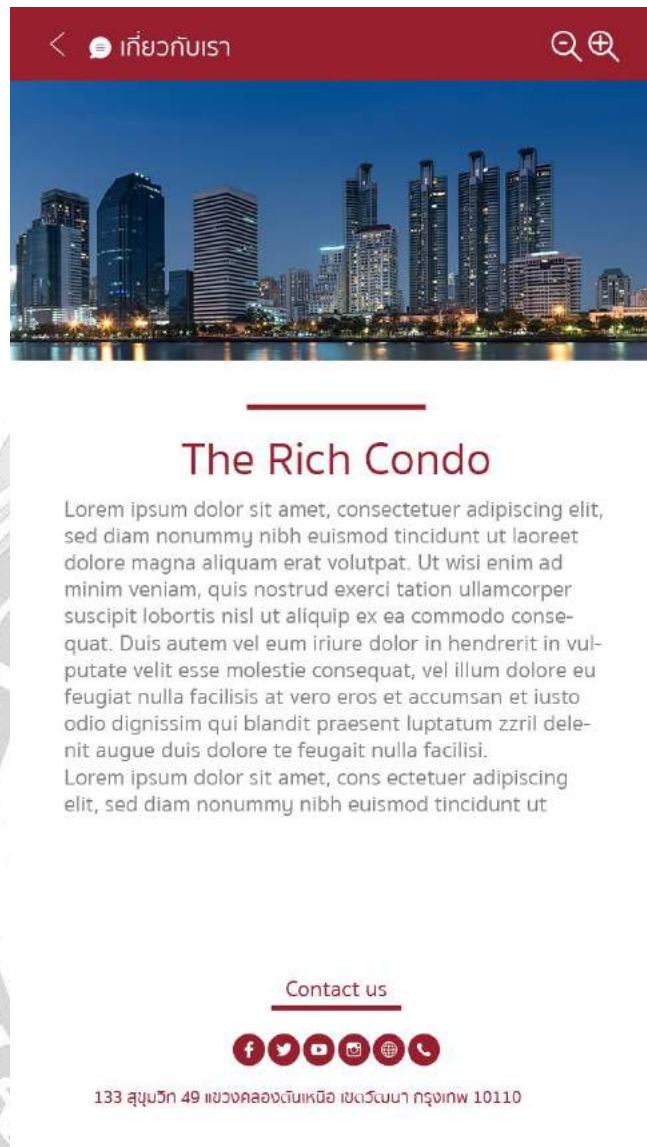 เกี่ยวกับเรา
The Rich Condo
Lorem ipsum dolor sit amet, consectetuer adipiscing elit,
sed diam nonummy nibh euismod tincidunt ut laoreet
dolore magna aliquam erat volutpat. Ut wisi enim ad
minim veniam, quis nostrud exerci tation ullamcorper
suscipit lobortis nisl ut aliquip ex ea commodo conse-
quat. Duis autem vel eum iriure dolor in hendrerit in vul-
putate velit esse molestie consequat, vel illum dolore eu
feugiat nulla facilisis at vero eros et accumsan et iusto
odio dignissim qui blandit praesent luptatum zzril dele-
nit augue duis dolore te feugait nulla facilisi.
Lorem ipsum dolor sit amet, cons ectetuer adipiscing
elit, sed diam nonummy nibh euismod tincidunt ut
Contact us
133 สุขุมวิท 49 แขวงคลองตันเหนือ เขตวัฒนา กรุงเทพ 10110